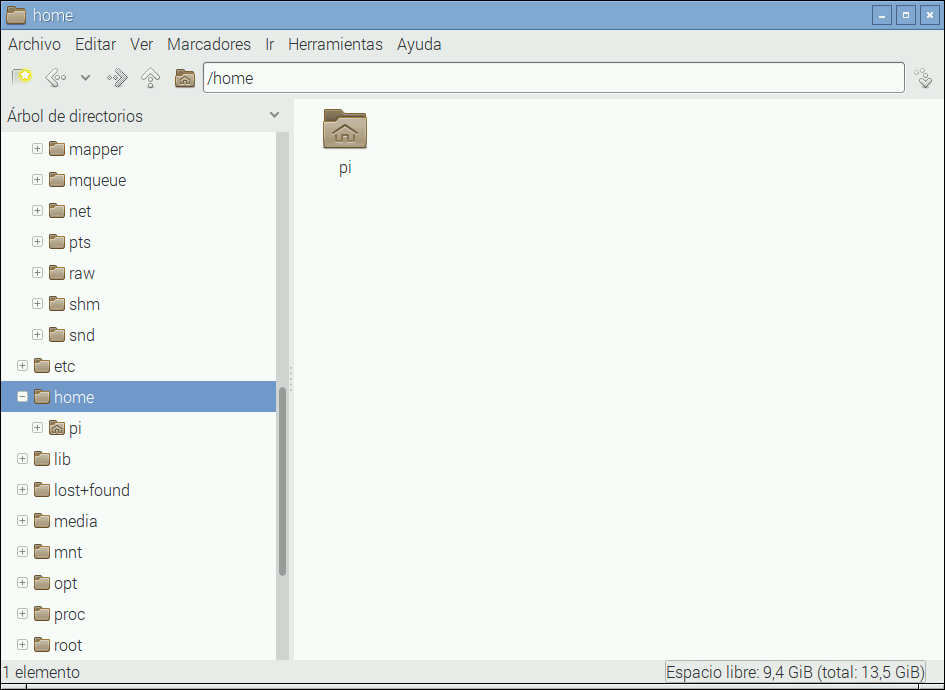 home
Archivo Editar Ver Marcadores Ir Herramientas Ayuda
/home
Árbol de directorios
mapper
mqueue
net
pts
raw
shm
snd
etc
home
pi
lib
lost+found
media
mnt
opt
proc
root
pi
1 elemento
Espacio libre: 9,4 GiB (total: 13,5 GiB)